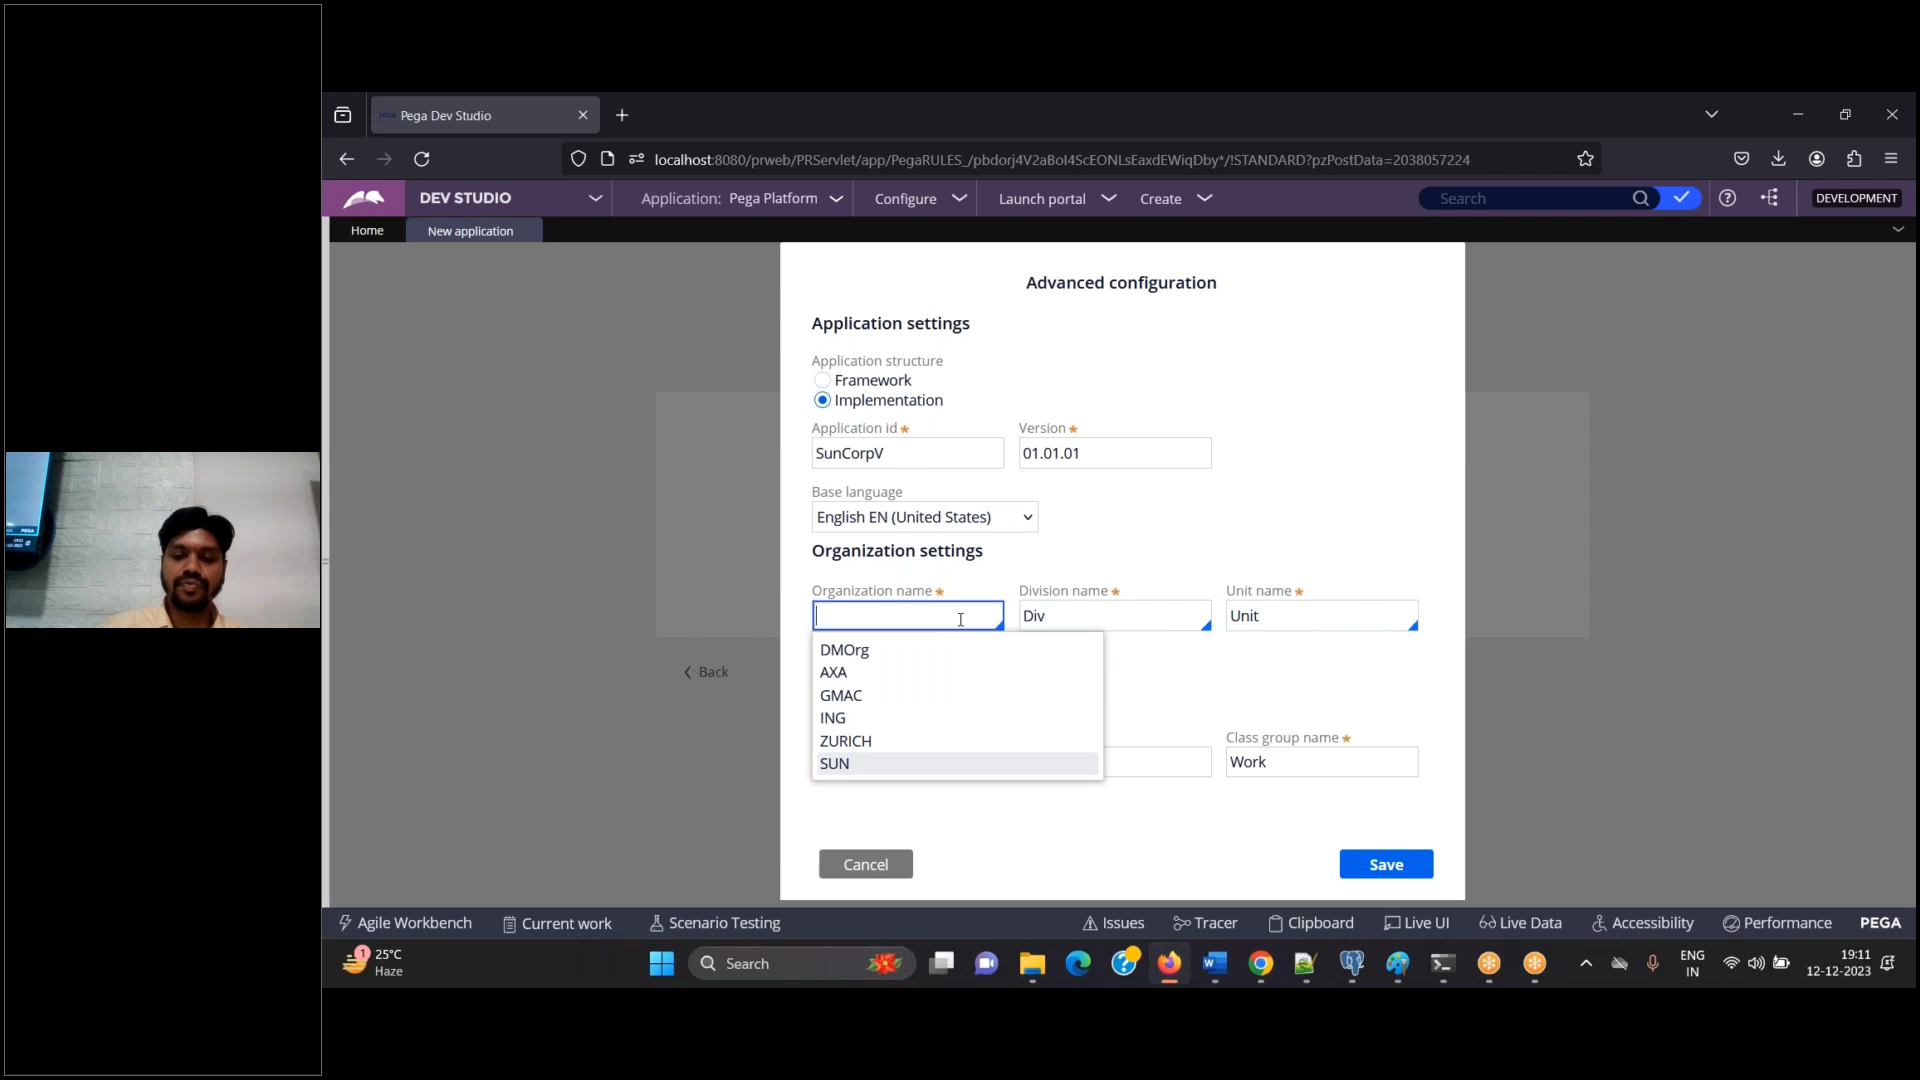 Pega Dev Studio
localhost:8080/prweb/PRServlet/app/PegaRULES_/pbdorj4V2aBoI4ScEONLsEaxdEWiqDby*/!STANDARD?pzPostData=2038057224
DEV STUDIO
Application: Pega Platform
Configure
Launch portal
Create
Search
DEVELOPMENT
Home
New application
Advanced configuration
Application settings
Application structure
Framework
Implementation
Application id * Version *
SunCorpV 01.01.01
Base language
English EN (United States)
Organization settings
Organization name * Division name * Unit name *
Div Unit
DMOrg
AXA
GMAC
ING
ZURICH
SUN
Back
Class group name *
Work
Cancel Save
Agile Workbench Current work Scenario Testing Issues Tracer Clipboard Live UI Live Data Accessibility Performance PEGA
1
25°C
Haze
Search
ENG
IN
19:11
12-12-2023